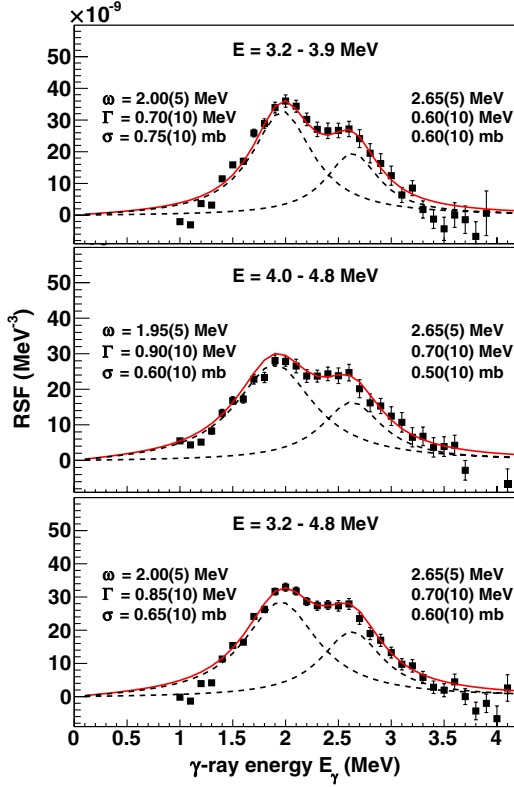 ×10⁻⁹
50
40
30
20
10
0
E = 3.2 - 3.9 MeV
ω = 2.00(5) MeV
Γ = 0.70(10) MeV
σ = 0.75(10) mb
2.65(5) MeV
0.60(10) MeV
0.60(10) mb
RSF (MeV⁻³)
50
40
30
20
10
0
E = 4.0 - 4.8 MeV
ω = 1.95(5) MeV
Γ = 0.90(10) MeV
σ = 0.60(10) mb
2.65(5) MeV
0.70(10) MeV
0.50(10) mb
50
40
30
20
10
0
E = 3.2 - 4.8 MeV
ω = 2.00(5) MeV
Γ = 0.85(10) MeV
σ = 0.65(10) mb
2.65(5) MeV
0.70(10) MeV
0.60(10) mb
0 0.5 1 1.5 2 2.5 3 3.5 4
γ-ray energy Eγ (MeV)